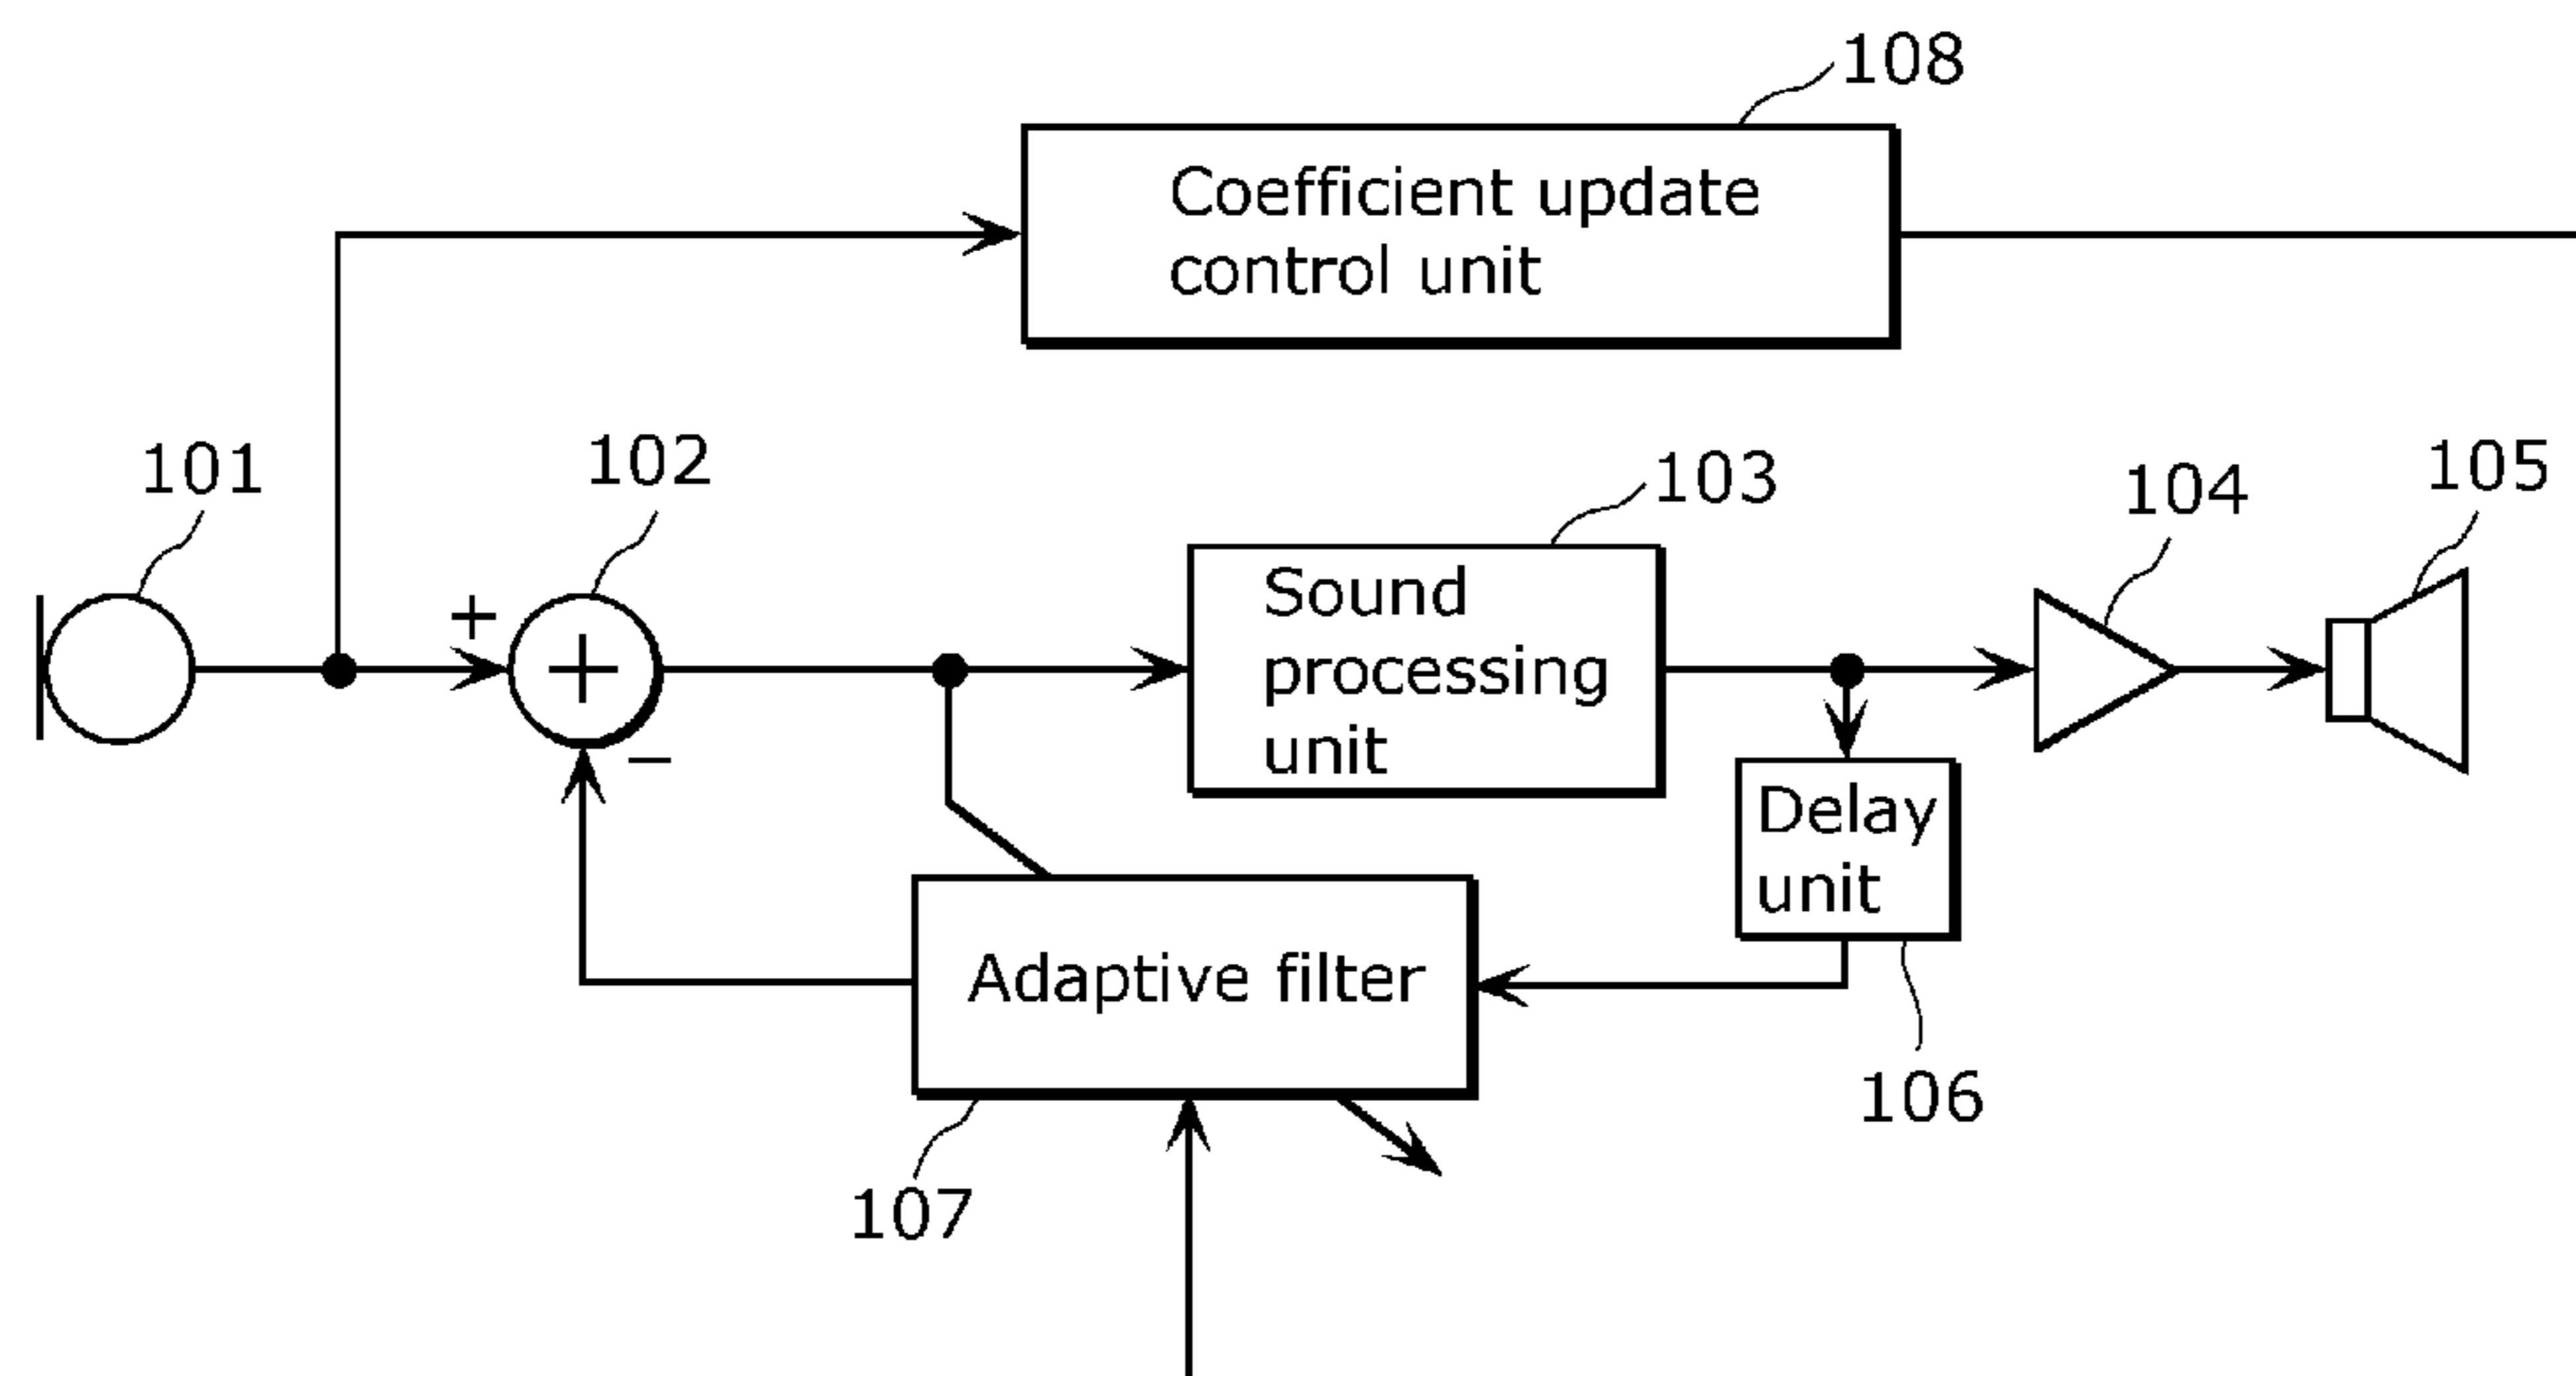 108
Coefficient update
control unit
101
102
103
104
105
+
+
−
Sound
processing
unit
Delay
unit
Adaptive filter
106
107